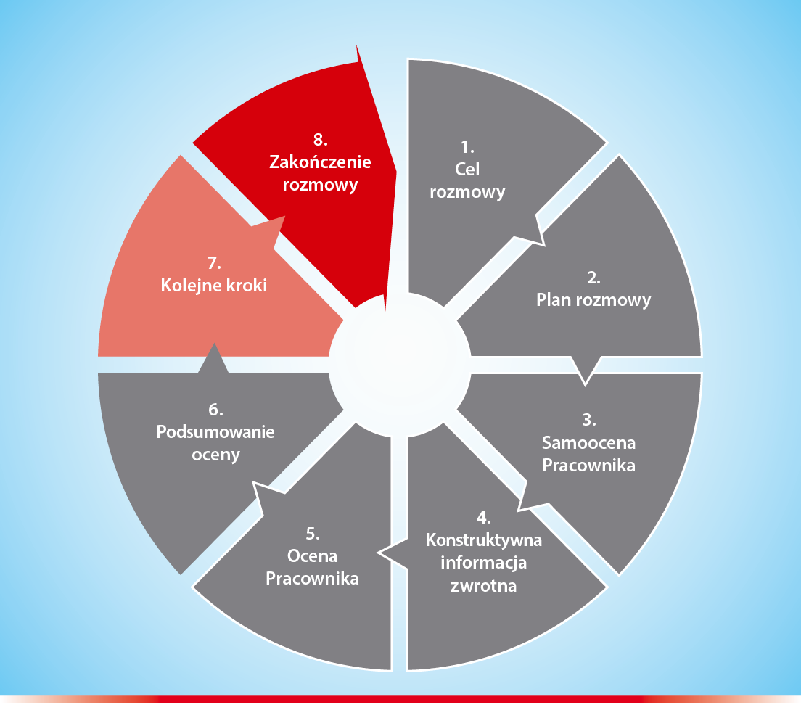 1.
Cel
rozmowy
2.
Plan rozmowy
3.
Samoocena
Pracownika
4.
Konstruktywna
informacja
zwrotna
5.
Ocena
Pracownika
6.
Podsumowanie
oceny
7.
Kolejne kroki
8.
Zakończenie
rozmowy